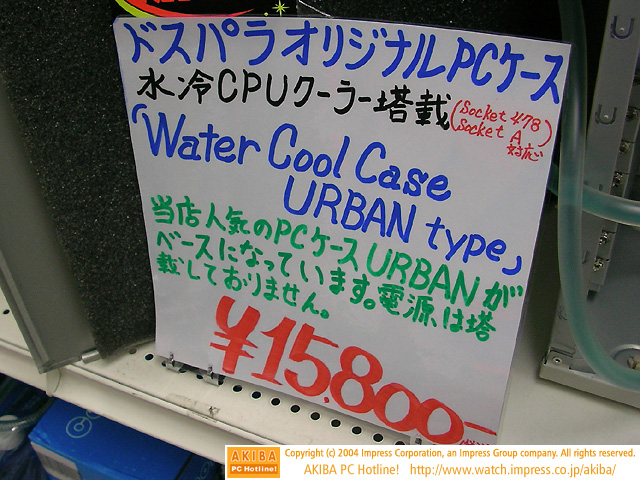 ドスパラオリジナルPCケース
水冷CPUクーラー塔載
(Socket 478
Socket A
対応)
「Water Cool Case
URBAN type」
当店人気のPCケースURBANが
ベースになっています。電源は塔
載しておりません。
¥15,800-
AKIBA
PC Hotline!
Copyright (c) 2004 Impress Corporation, an Impress Group company. All rights reserved.
AKIBA PC Hotline! http://www.watch.impress.co.jp/akiba/